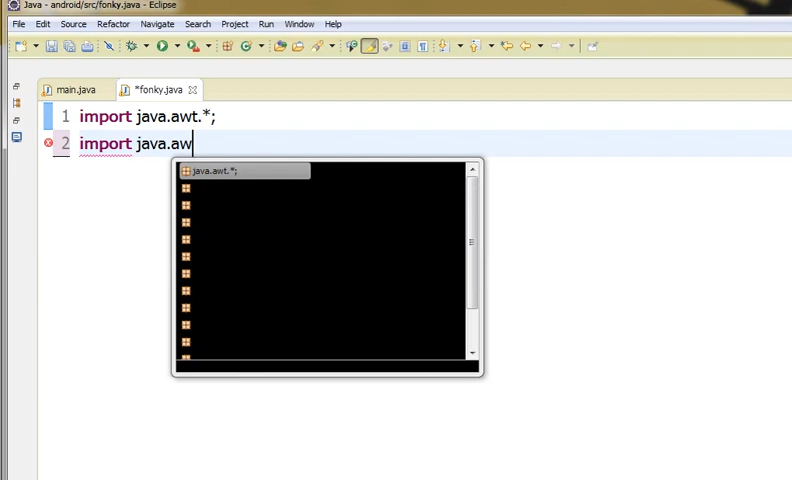 Java - android/src/fonky.java - Eclipse
File Edit Source Refactor Navigate Search Project Run Window Help
main.java *fonky.java
1 import java.awt.*;
2 import java.aw
java.awt.*;